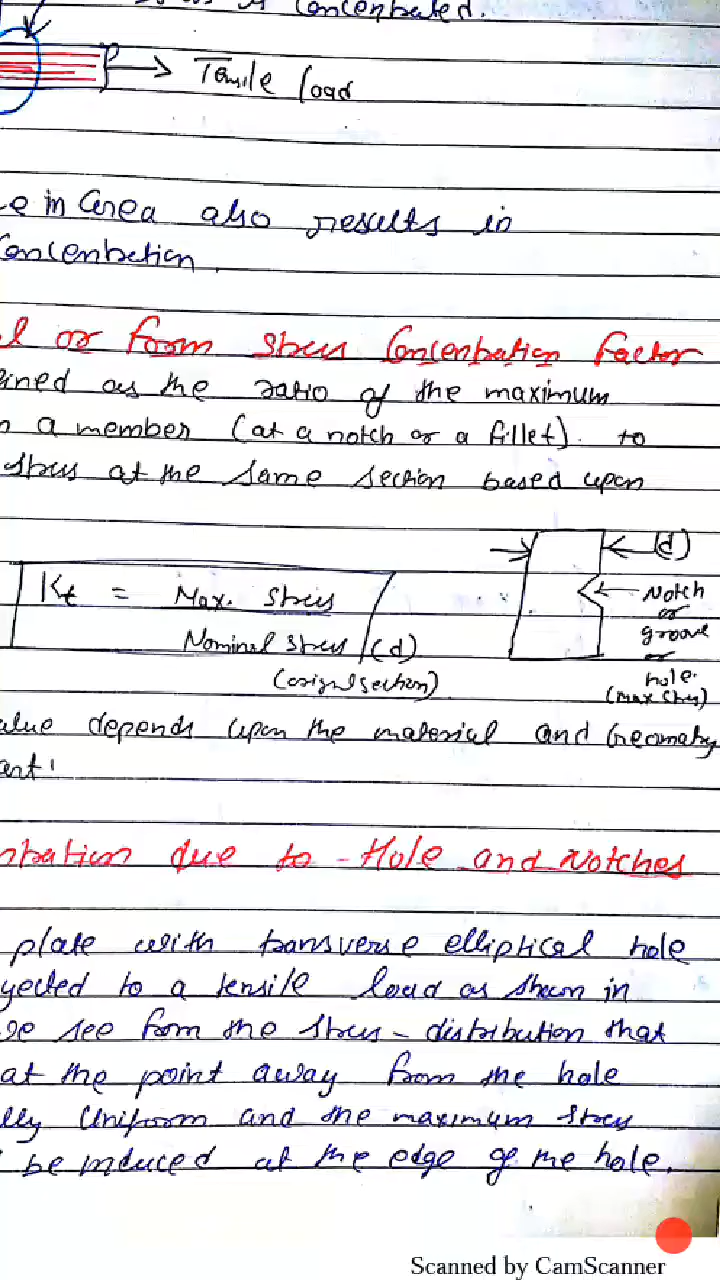 Concentrated.
Tensile load
e in Area also results in
Concentration.
l or form stress Concentration Factor
ined as the ratio of the maximum
n a member (at a notch or a fillet). to
stress at the same section based upon
Kt = Max. stress
Nominal stress (d)
(original section)
(d)
Notch
or
groove
or
hole.
(max stress)
alue depends upon the material and Geometry
ant.
ntration due to Hole and Notches
plate with transverse elliptical hole
jected to a tensile load as shown in
see from the stress-distribution that
at the point away from the hole
lly Uniform and the maximum stress
be induced at the edge of the hole.
Scanned by CamScanner